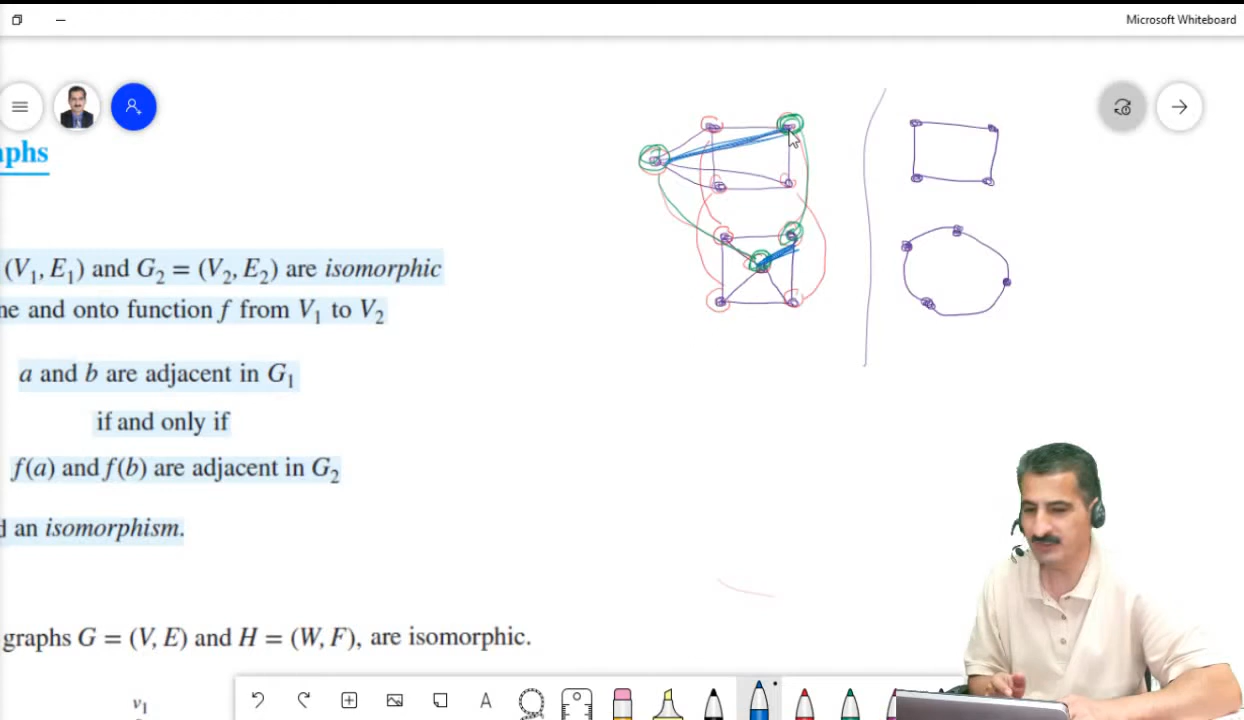 Microsoft Whiteboard
aphs
(V₁, E₁) and G₂ = (V₂, E₂) are isomorphic
ne and onto function f from V₁ to V₂
a and b are adjacent in G₁
if and only if
f(a) and f(b) are adjacent in G₂
d an isomorphism.
graphs G = (V, E) and H = (W, F), are isomorphic.
v₁
A